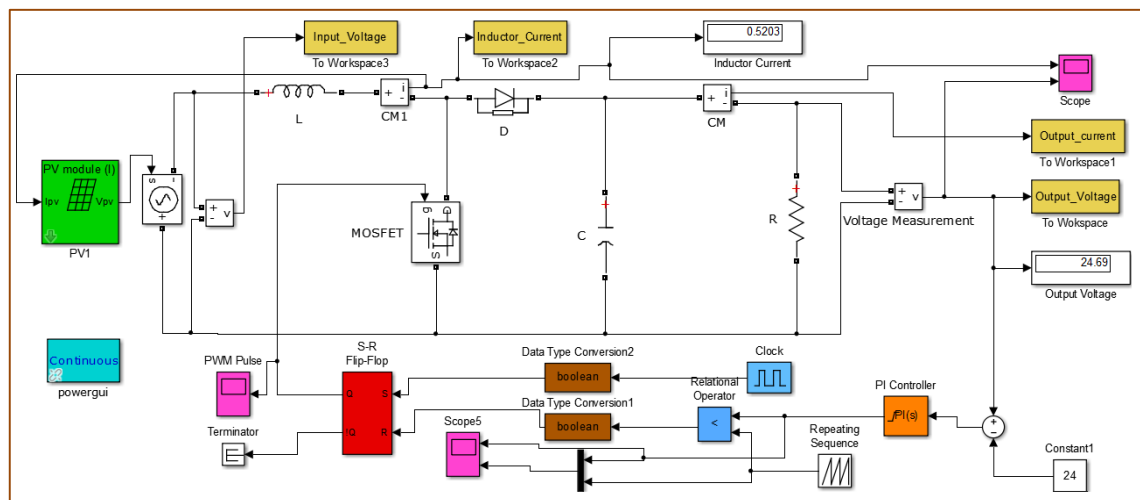 Input_Voltage
To Workspace3
Inductor_Current
To Workspace2
0.5203
Inductor Current
Scope
L
+ i
-
CM1
D
+ i
-
CM
Output_current
To Workspace1
PV module (I)
Ipv
Vpv
PV1
s
-
+
+
-
v
g
D
S
MOSFET
C
R
+
-
v
Voltage Measurement
Output_Voltage
To Wokspace
24.69
Output Voltage
Continuous
powergui
PWM Pulse
S-R
Flip-Flop
Q
S
!Q
R
Terminator
Data Type Conversion2
boolean
Data Type Conversion1
boolean
Clock
Relational
Operator
<
Scope5
Repeating
Sequence
PI Controller
PI(s)
+
-
Constant1
24